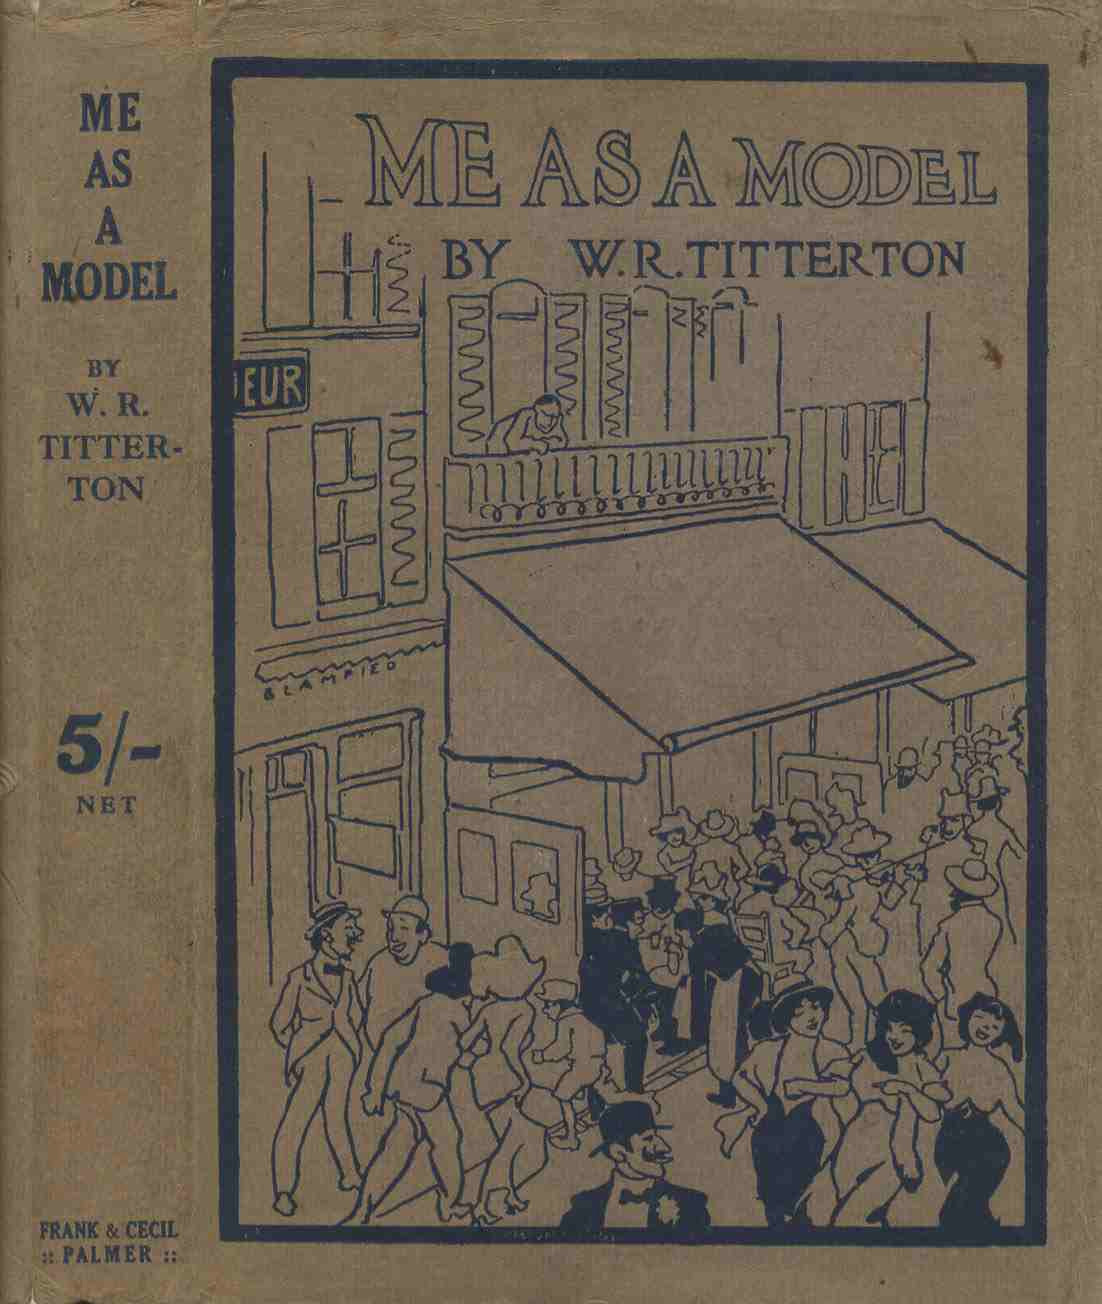 ME
AS
A
MODEL
BY
W. R.
TITTER-
TON
5/-
NET
FRANK & CECIL
:: PALMER ::
ME AS A MODEL
BY W. R. TITTERTON
EUR
BLAMPIED